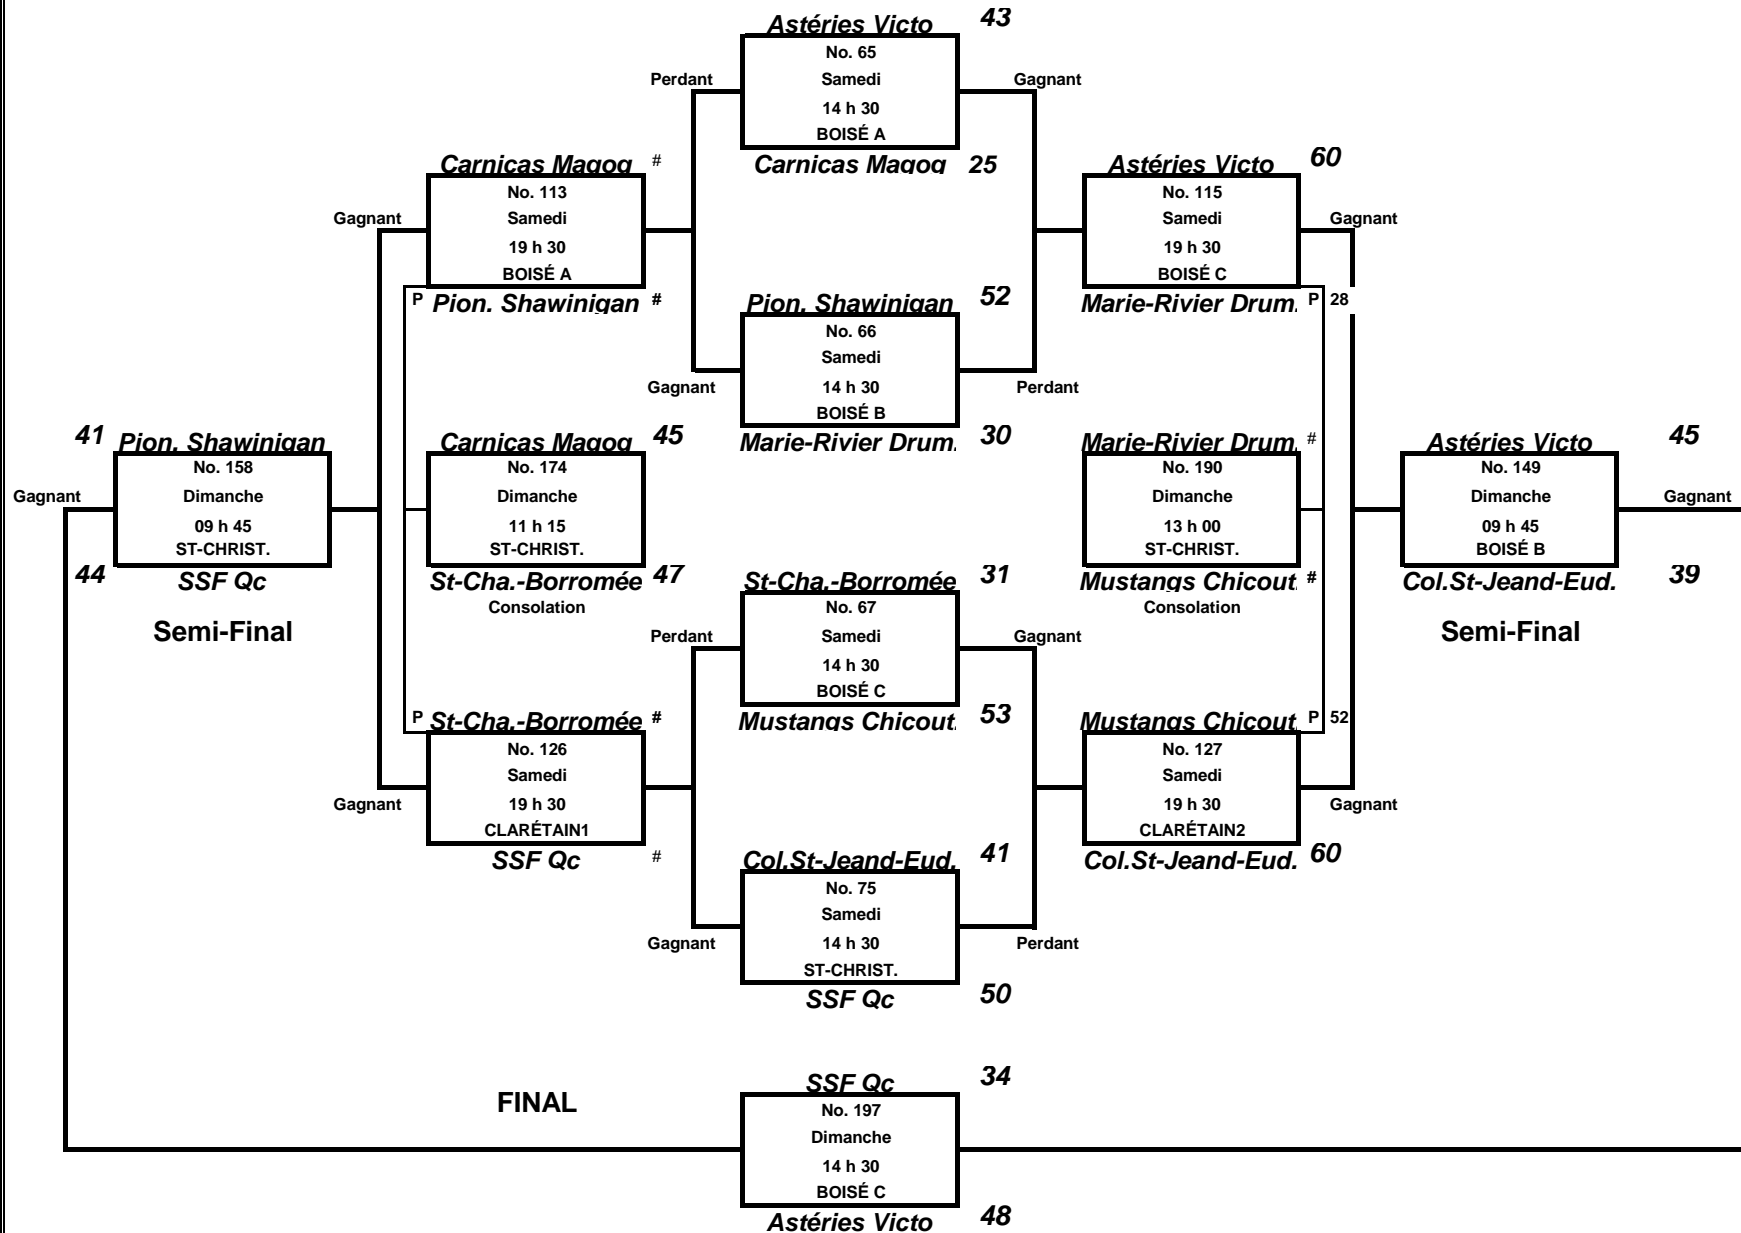 Astéries Victo 43
No. 65
Perdant Samedi Gagnant
14 h 30
BOISÉ A
Carnicas Magog # Carnicas Magog 25 Astéries Victo 60
No. 113 No. 115
Gagnant Samedi Samedi Gagnant
19 h 30 19 h 30
BOISÉ A BOISÉ C
P Pion. Shawinigan # Pion. Shawinigan 52 Marie-Rivier Drum. P 28
No. 66
Samedi
Gagnant 14 h 30 Perdant
BOISÉ B
41 Pion. Shawinigan Carnicas Magog 45 Marie-Rivier Drum. 30 Marie-Rivier Drum. # Astéries Victo 45
No. 158 No. 174 No. 190 No. 149
Gagnant Dimanche Dimanche Dimanche Dimanche Gagnant
09 h 45 11 h 15 13 h 00 09 h 45
ST-CHRIST. ST-CHRIST. ST-CHRIST. BOISÉ B
44 SSF Qc St-Cha.-Borromée 47 St-Cha.-Borromée 31 Mustangs Chicout. # Col.St-Jeand-Eud. 39
Consolation No. 67 Consolation
Semi-Final Perdant Samedi Gagnant Semi-Final
14 h 30
BOISÉ C
P St-Cha.-Borromée # Mustangs Chicout. 53 Mustangs Chicout. P 52
No. 126 No. 127
Samedi Samedi
Gagnant 19 h 30 19 h 30 Gagnant
CLARÉTAIN1 CLARÉTAIN2
SSF Qc # Col.St-Jeand-Eud. 41 Col.St-Jeand-Eud. 60
No. 75
Samedi
Gagnant 14 h 30 Perdant
ST-CHRIST.
SSF Qc 50
SSF Qc 34
FINAL No. 197
Dimanche
14 h 30
BOISÉ C
Astéries Victo 48